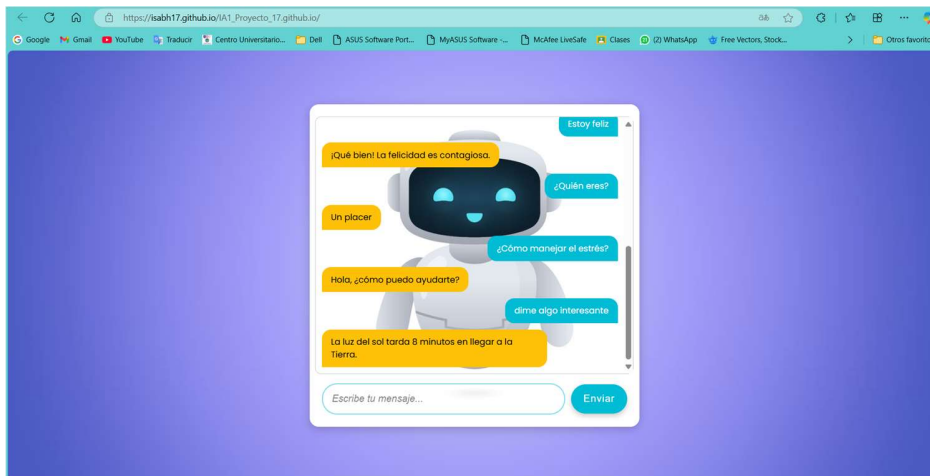 https://isabh17.github.io/IA1_Proyecto_17.github.io/
Google Gmail YouTube Traducir Centro Universitario... Dell ASUS Software Port... MyASUS Software -... McAfee LiveSafe Clases (2) WhatsApp Free Vectors, Stock... Otros favorito
Estoy feliz
¡Qué bien! La felicidad es contagiosa.
¿Quién eres?
Un placer
¿Cómo manejar el estrés?
Hola, ¿cómo puedo ayudarte?
dime algo interesante
La luz del sol tarda 8 minutos en llegar a la
Tierra.
Escribe tu mensaje... Enviar